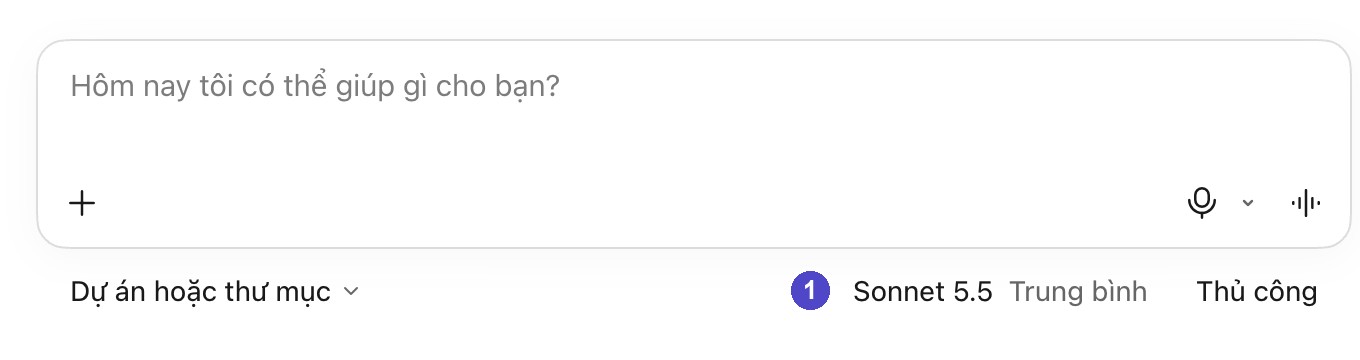 Hôm nay tôi có thể giúp gì cho bạn?
Dự án hoặc thư mục 1 Sonnet 5.5 Trung bình Thủ công